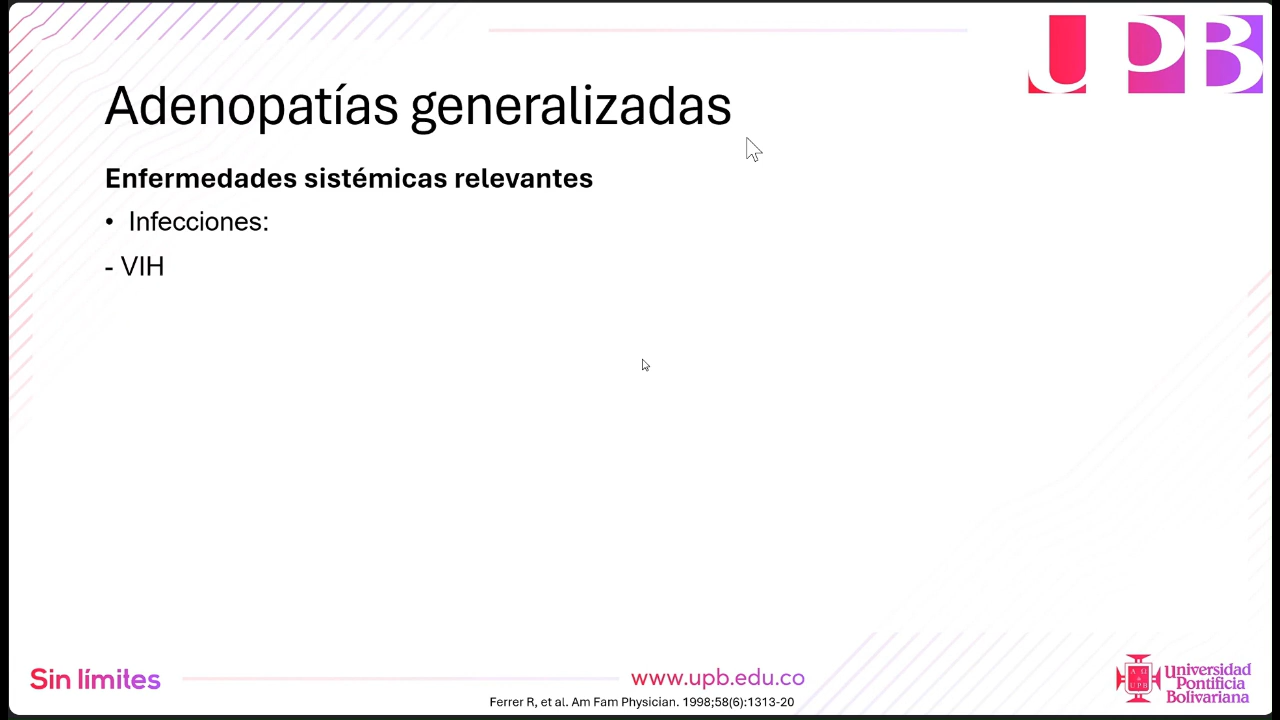 UPB
Adenopatías generalizadas
Enfermedades sistémicas relevantes
• Infecciones:
- VIH
Sin límites
www.upb.edu.co
Universidad
Pontificia
Bolivariana
Ferrer R, et al. Am Fam Physician. 1998;58(6):1313-20